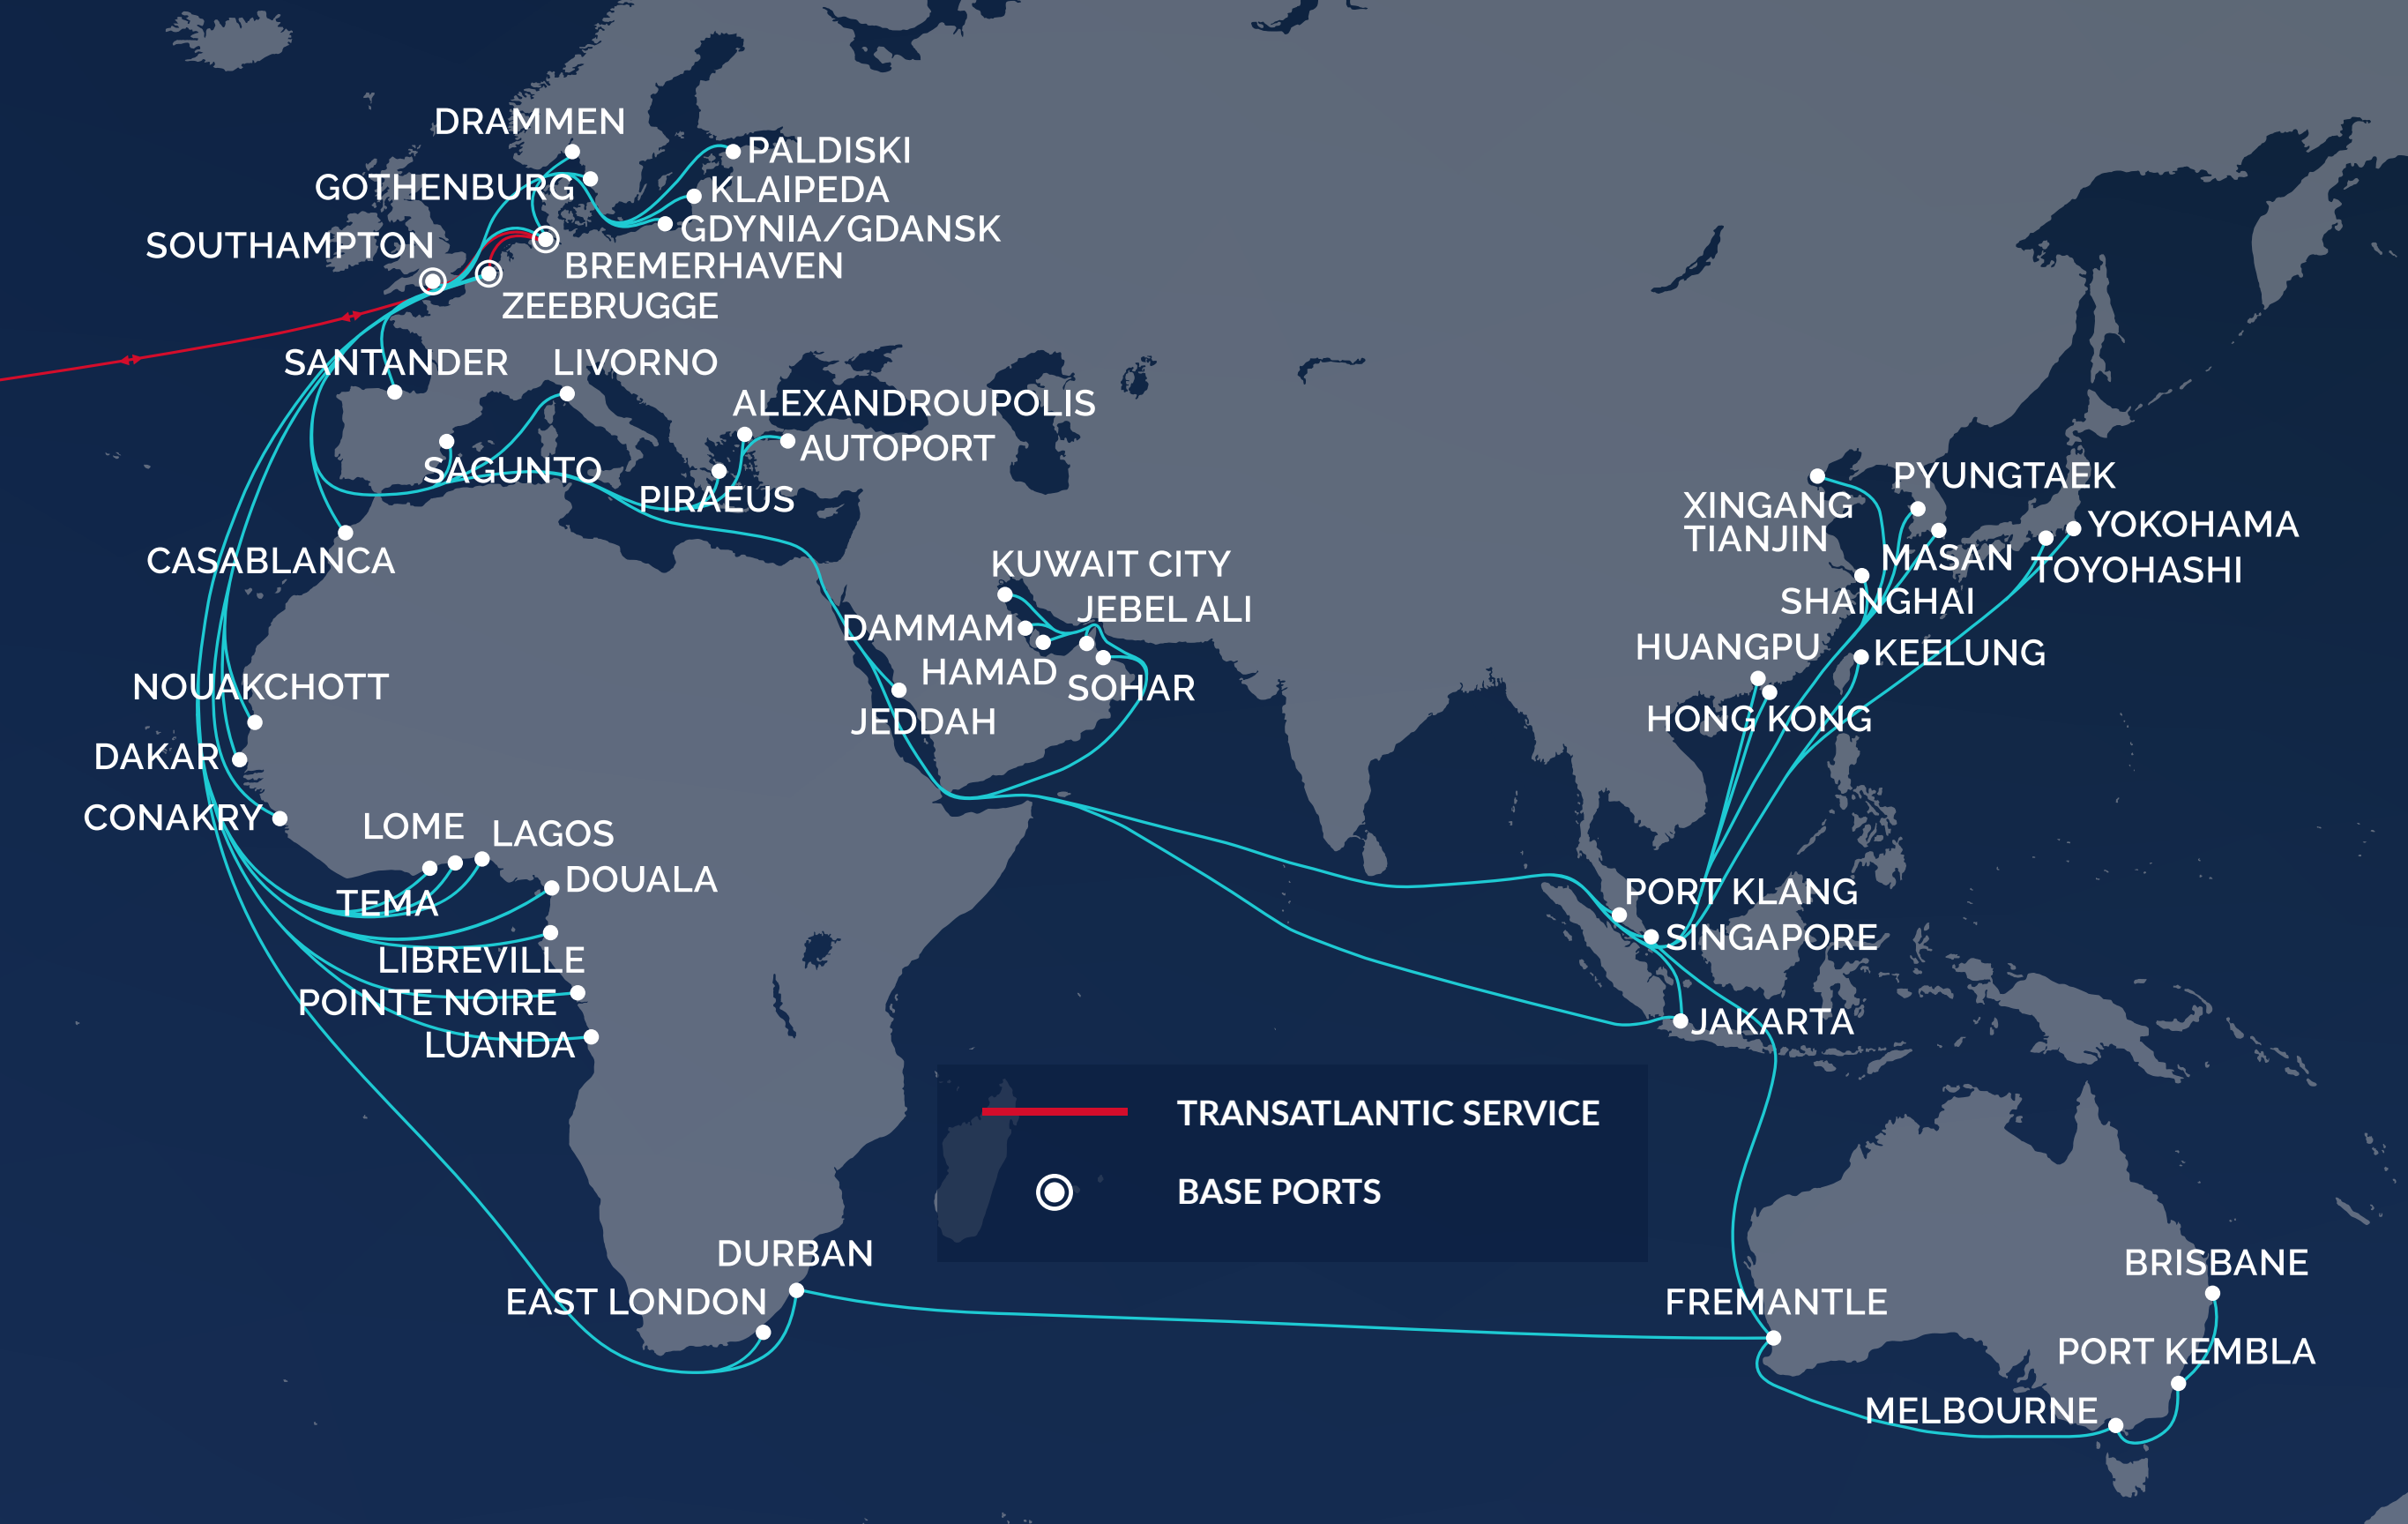 DRAMMEN
PALDISKI
GOTHENBURG
KLAIPEDA
GDYNIA/GDANSK
SOUTHAMPTON
BREMERHAVEN
ZEEBRUGGE
SANTANDER
LIVORNO
ALEXANDROUPOLIS
AUTOPORT
SAGUNTO
PIRAEUS
CASABLANCA
XINGANG
TIANJIN
PYUNGTAEK
YOKOHAMA
MASAN
TOYOHASHI
SHANGHAI
KUWAIT CITY
JEBEL ALI
DAMMAM
HAMAD
SOHAR
JEDDAH
HUANGPU
KEELUNG
HONG KONG
NOUAKCHOTT
DAKAR
CONAKRY
LOME
LAGOS
TEMA
DOUALA
LIBREVILLE
POINTE NOIRE
LUANDA
PORT KLANG
SINGAPORE
JAKARTA
TRANSATLANTIC SERVICE
BASE PORTS
DURBAN
EAST LONDON
FREMANTLE
BRISBANE
PORT KEMBLA
MELBOURNE